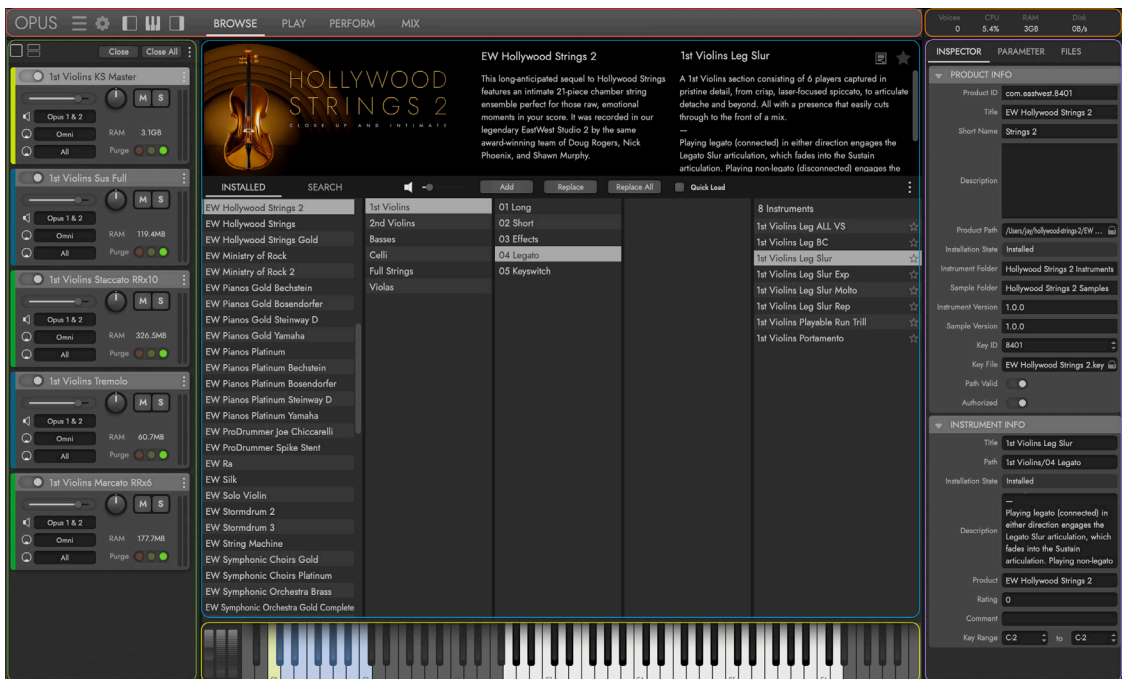 OPUS
BROWSE PLAY PERFORM MIX
Voices CPU RAM Disk
0 5.4% 3GB 0B/s
Close Close All
1st Violins KS Master
M S
Opus 1 & 2
Omni RAM 3.1GB
All Purge
1st Violins Sus Full
M S
Opus 1 & 2
Omni RAM 119.4MB
All Purge
1st Violins Staccato RRx10
M S
Opus 1 & 2
Omni RAM 326.5MB
All Purge
1st Violins Tremolo
M S
Opus 1 & 2
Omni RAM 60.7MB
All Purge
1st Violins Marcato RRx6
M S
Opus 1 & 2
Omni RAM 177.7MB
All Purge
HOLLYWOOD
STRINGS 2
CLOSE UP AND INTIMATE
EW Hollywood Strings 2
This long-anticipated sequel to Hollywood Strings
features an intimate 21-piece chamber string
ensemble perfect for those raw, emotional
moments in your score. It was recorded in our
legendary EastWest Studio 2 by the same
award-winning team of Doug Rogers, Nick
Phoenix, and Shawn Murphy.
1st Violins Leg Slur
A 1st Violins section consisting of 6 players captured in
pristine detail, from crisp, laser-focused spiccato, to articulate
detache and beyond. All with a presence that easily cuts
through to the front of a mix.
—
Playing legato (connected) in either direction engages the
Legato Slur articulation, which fades into the Sustain
articulation. Playing non-legato (disconnected) engages the
INSTALLED SEARCH
Add Replace Replace All Quick Load
EW Hollywood Strings 2
EW Hollywood Strings
EW Hollywood Strings Gold
EW Ministry of Rock
EW Ministry of Rock 2
EW Pianos Gold Bechstein
EW Pianos Gold Bosendorfer
EW Pianos Gold Steinway D
EW Pianos Gold Yamaha
EW Pianos Platinum
EW Pianos Platinum Bechstein
EW Pianos Platinum Bosendorfer
EW Pianos Platinum Steinway D
EW Pianos Platinum Yamaha
EW ProDrummer Joe Chiccarelli
EW ProDrummer Spike Stent
EW Ra
EW Silk
EW Solo Violin
EW Stormdrum 2
EW Stormdrum 3
EW String Machine
EW Symphonic Choirs Gold
EW Symphonic Choirs Platinum
EW Symphonic Orchestra Brass
EW Symphonic Orchestra Gold Complete
1st Violins
2nd Violins
Basses
Celli
Full Strings
Violas
01 Long
02 Short
03 Effects
04 Legato
05 Keyswitch
8 Instruments
1st Violins Leg ALL VS
1st Violins Leg BC
1st Violins Leg Slur
1st Violins Leg Slur Exp
1st Violins Leg Slur Molto
1st Violins Leg Slur Rep
1st Violins Playable Run Trill
1st Violins Portamento
INSPECTOR PARAMETER FILES
PRODUCT INFO
Product ID com.eastwest.8401
Title EW Hollywood Strings 2
Short Name Strings 2
Description
Product Path /Users/jay/hollywood-strings-2/EW ...
Installation State Installed
Instrument Folder Hollywood Strings 2 Instruments
Sample Folder Hollywood Strings 2 Samples
Instrument Version 1.0.0
Sample Version 1.0.0
Key ID 8401
Key File EW Hollywood Strings 2.key
Path Valid
Authorized
INSTRUMENT INFO
Title 1st Violins Leg Slur
Path 1st Violins/04 Legato
Installation State Installed
Description
—
Playing legato (connected) in
either direction engages the
Legato Slur articulation, which
fades into the Sustain
articulation. Playing non-legato
Product EW Hollywood Strings 2
Rating 0
Comment
Key Range C-2 to C-2